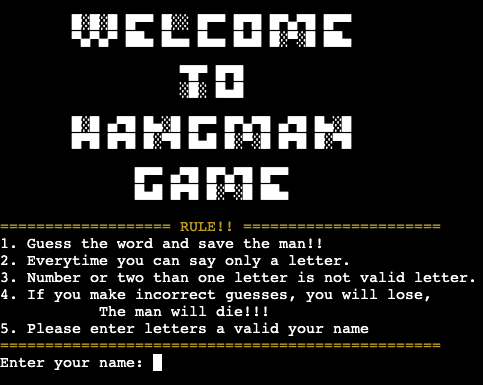 WELCOME
TO
HANGMAN
GAME
=================== RULE!! ======================
1. Guess the word and save the man!!
2. Everytime you can say only a letter.
3. Number or two than one letter is not valid letter.
4. If you make incorrect guesses, you will lose,
The man will die!!!
5. Please enter letters a valid your name
=================================================
Enter your name: